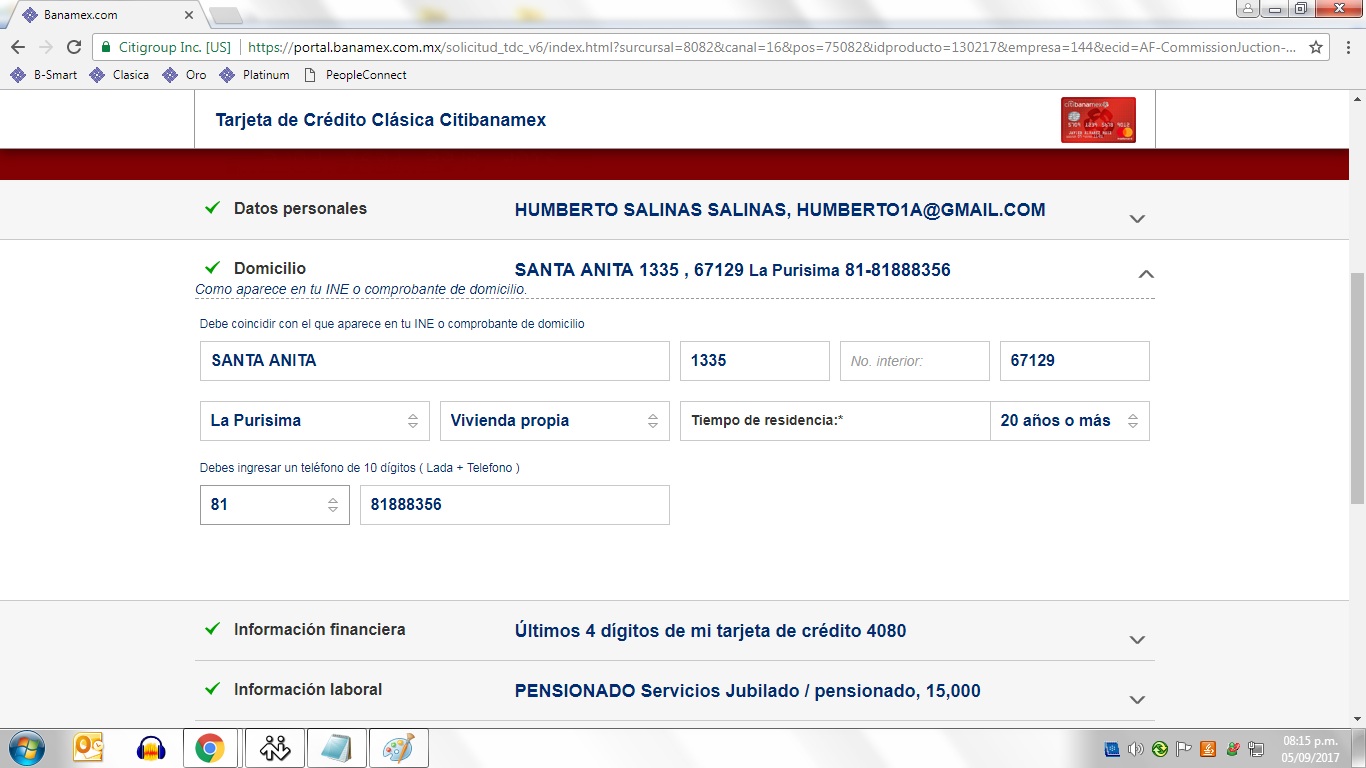 Banamex.com
Citigroup Inc. [US] https://portal.banamex.com.mx/solicitud_tdc_v6/index.html?sursursal=8082&canal=16&pcs=75082&idproducto=130217&empresa=144&ecid=AF-CommissionJuction-...
B-Smart Clasica Oro Platinum PeopleConnect
Tarjeta de Crédito Clásica Citibanamex
citibanamex
Datos personales HUMBERTO SALINAS SALINAS, HUMBERTO1A@GMAIL.COM
Domicilio SANTA ANITA 1335 , 67129 La Purisima 81-81888356
Como aparece en tu INE o comprobante de domicilio.
Debe coincidir con el que aparece en tu INE o comprobante de domicilio
SANTA ANITA 1335 No. interior: 67129
La Purisima Vivienda propia Tiempo de residencia:* 20 años o más
Debes ingresar un teléfono de 10 dígitos ( Lada + Telefono )
81 81888356
Información financiera Últimos 4 dígitos de mi tarjeta de crédito 4080
Información laboral PENSIONADO Servicios Jubilado / pensionado, 15,000
08:15 p.m.
05/09/2017